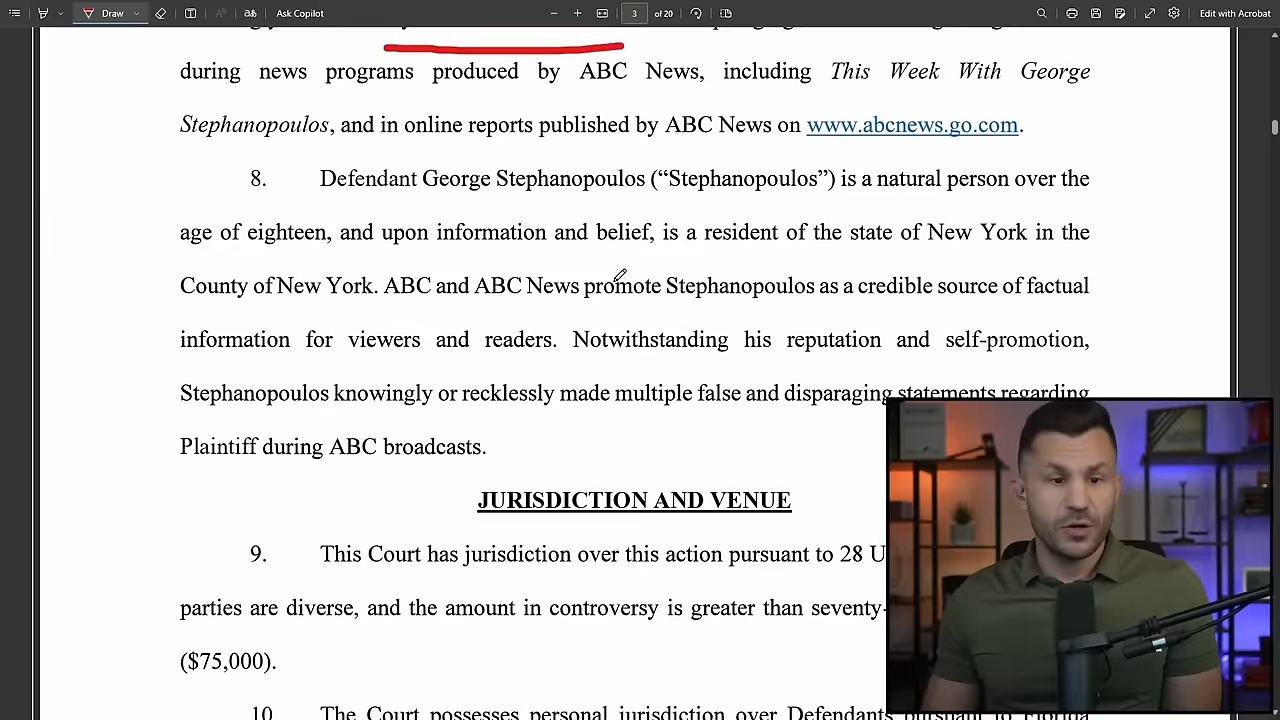 Draw
Ask Copilot
3 of 20
Edit with Acrobat
during news programs produced by ABC News, including This Week With George
Stephanopoulos, and in online reports published by ABC News on www.abcnews.go.com.
8. Defendant George Stephanopoulos (“Stephanopoulos”) is a natural person over the
age of eighteen, and upon information and belief, is a resident of the state of New York in the
County of New York. ABC and ABC News promote Stephanopoulos as a credible source of factual
information for viewers and readers. Notwithstanding his reputation and self-promotion,
Stephanopoulos knowingly or recklessly made multiple false and disparaging statements regarding
Plaintiff during ABC broadcasts.
JURISDICTION AND VENUE
9. This Court has jurisdiction over this action pursuant to 28 U
parties are diverse, and the amount in controversy is greater than seventy-
($75,000).
10 The Court possesses personal jurisdiction over Defendants pursuant to Florida